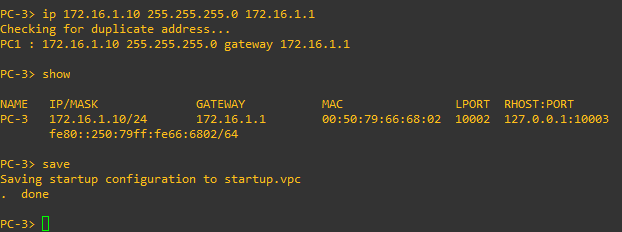 PC-3> ip 172.16.1.10 255.255.255.0 172.16.1.1
Checking for duplicate address...
PC1 : 172.16.1.10 255.255.255.0 gateway 172.16.1.1
PC-3> show
NAME   IP/MASK              GATEWAY           MAC                LPORT  RHOST:PORT
PC-3   172.16.1.10/24       172.16.1.1        00:50:79:66:68:02  10002  127.0.0.1:10003
       fe80::250:79ff:fe66:6802/64
PC-3> save
Saving startup configuration to startup.vpc
.  done
PC-3>